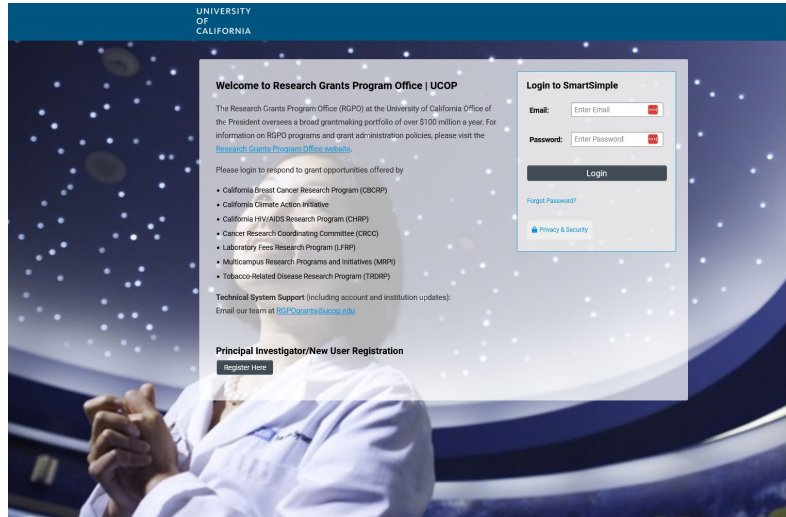 UNIVERSITY
OF
CALIFORNIA
Welcome to Research Grants Program Office | UCOP
The Research Grants Program Office (RGPO) at the University of California Office of
the President oversees a broad grantmaking portfolio of over $100 million a year. For
information on RGPO programs and grant administration policies, please visit the
Research Grants Program Office website.
Please login to respond to grant opportunities offered by
• California Breast Cancer Research Program (CBCRP)
• California Climate Action Initiative
• California HIV/AIDS Research Program (CHRP)
• Cancer Research Coordinating Committee (CRCC)
• Laboratory Fees Research Program (LFRP)
• Multicampus Research Programs and Initiatives (MRPI)
• Tobacco-Related Disease Research Program (TRDRP)
Technical System Support (including account and institution updates):
Email our team at RGPOgrants@ucop.edu
Principal Investigator/New User Registration
Register Here
Login to SmartSimple
Email: Enter Email
Password: Enter Password
Login
Forgot Password?
Privacy & Security